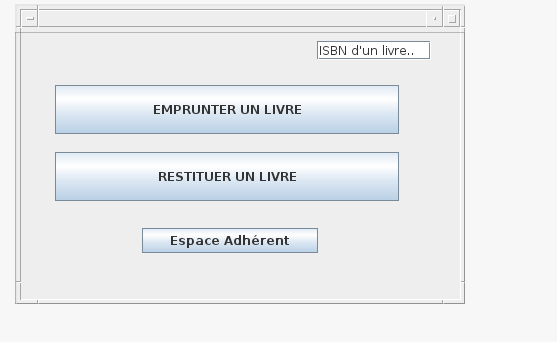 ISBN d'un livre..
EMPRUNTER UN LIVRE
RESTITUER UN LIVRE
Espace Adhérent